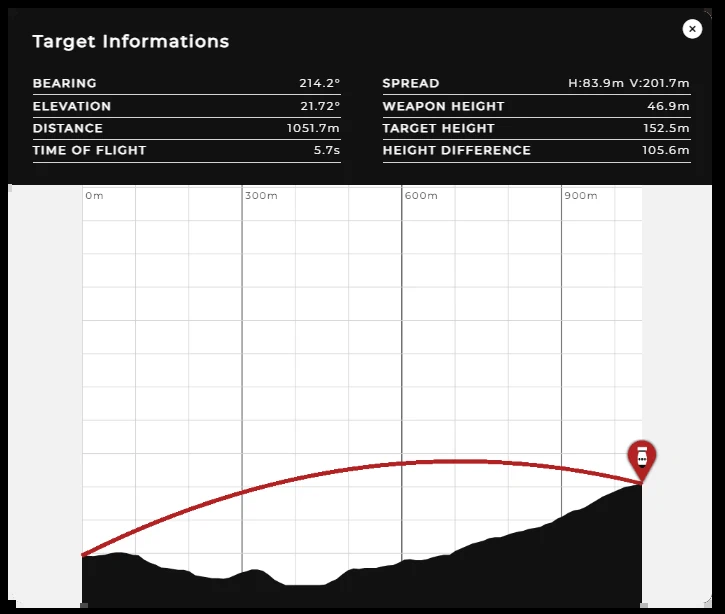 Target Informations
BEARING 214.2°
ELEVATION 21.72°
DISTANCE 1051.7m
TIME OF FLIGHT 5.7s
SPREAD H:83.9m V:201.7m
WEAPON HEIGHT 46.9m
TARGET HEIGHT 152.5m
HEIGHT DIFFERENCE 105.6m
0m 300m 600m 900m